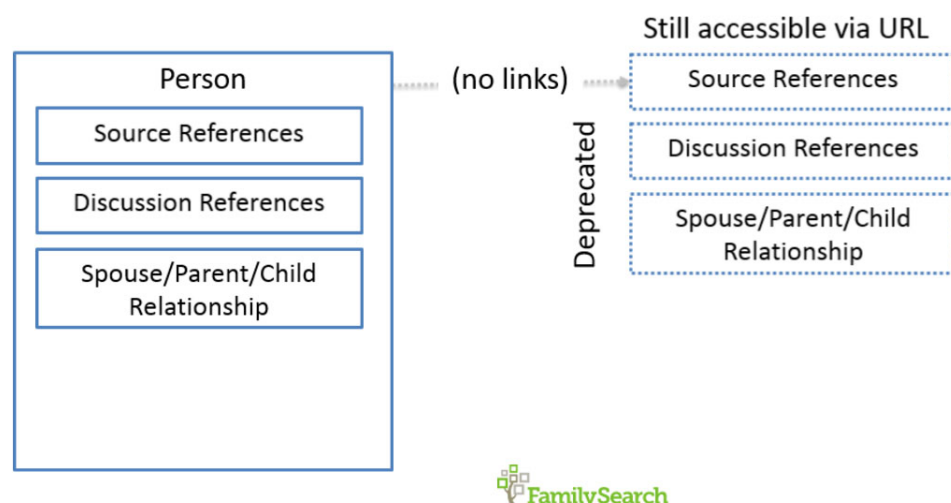 Person
Source References
Discussion References
Spouse/Parent/Child
Relationship
(no links)
Still accessible via URL
Deprecated
Source References
Discussion References
Spouse/Parent/Child
Relationship
FamilySearch